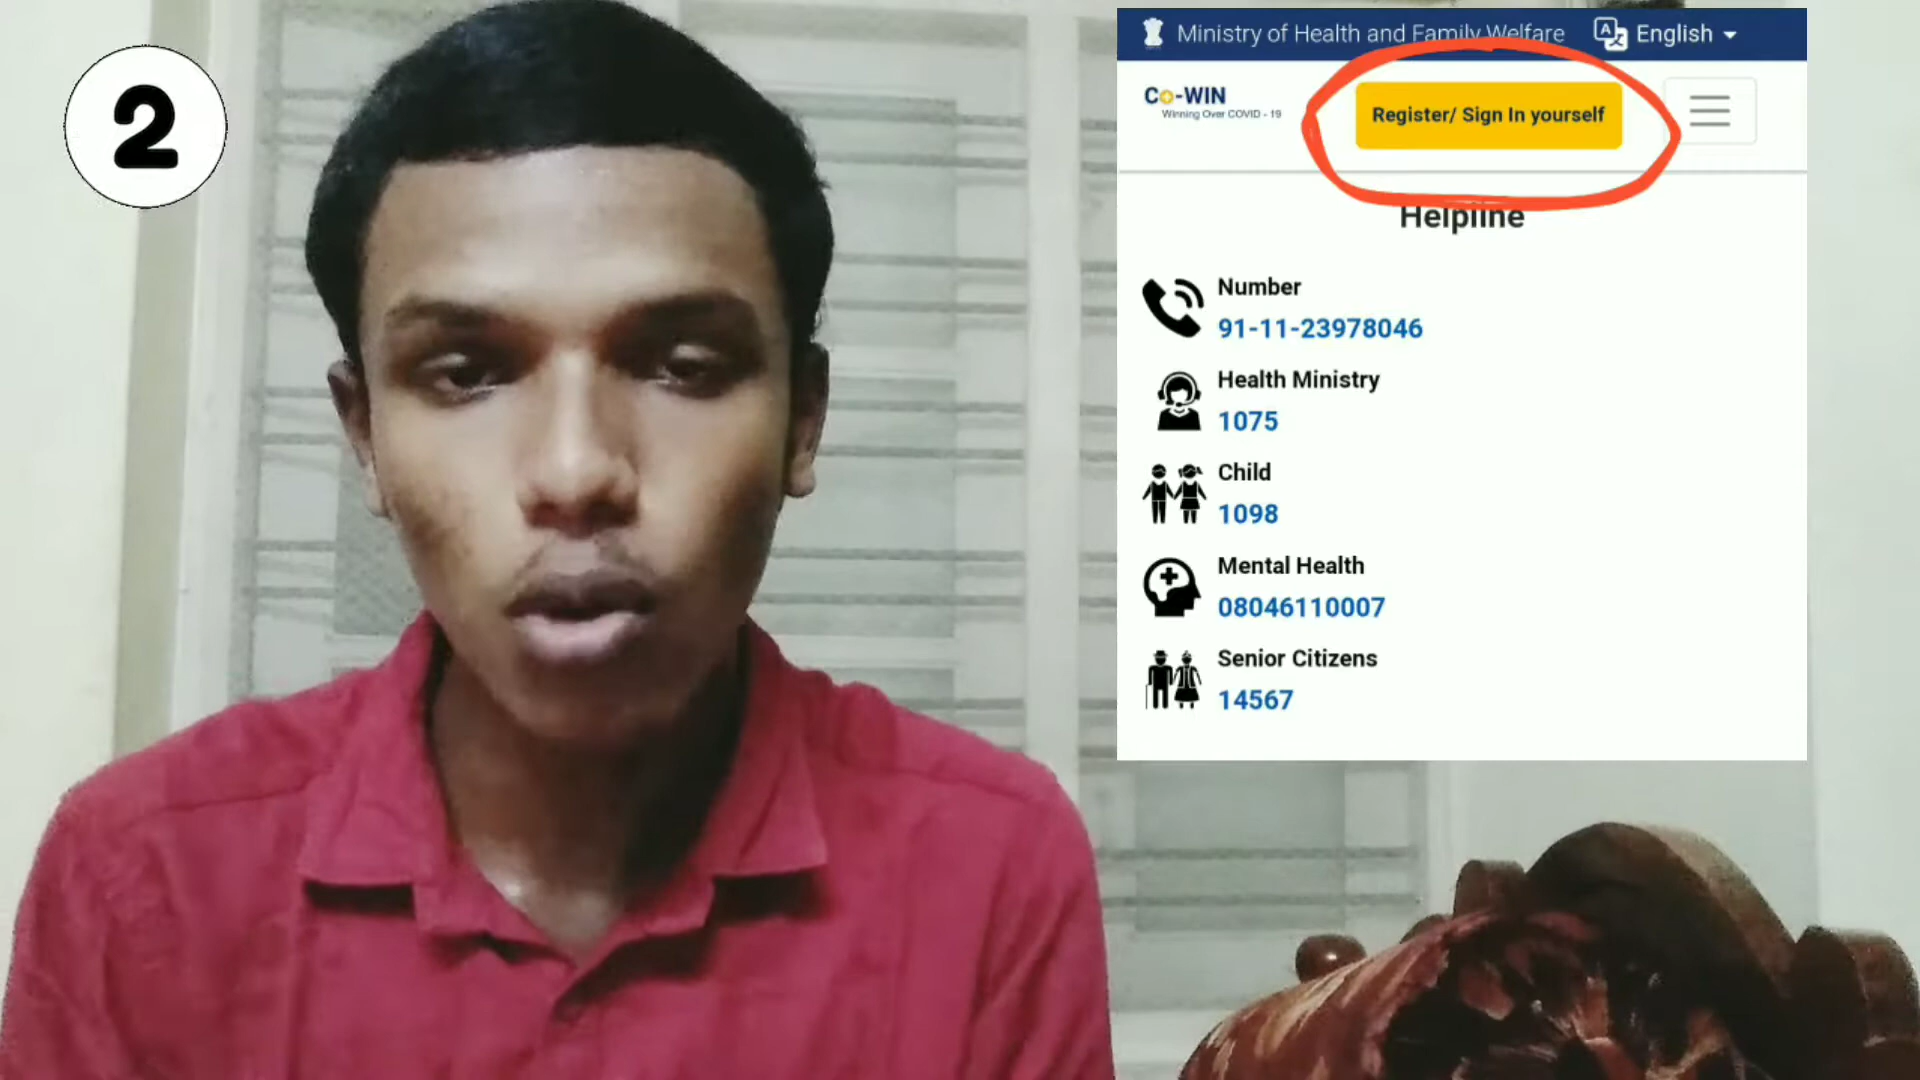 2
Ministry of Health and Family Welfare English
Co-WIN
Winning Over COVID - 19
Register/ Sign In yourself
Helpline
Number
91-11-23978046
Health Ministry
1075
Child
1098
Mental Health
08046110007
Senior Citizens
14567